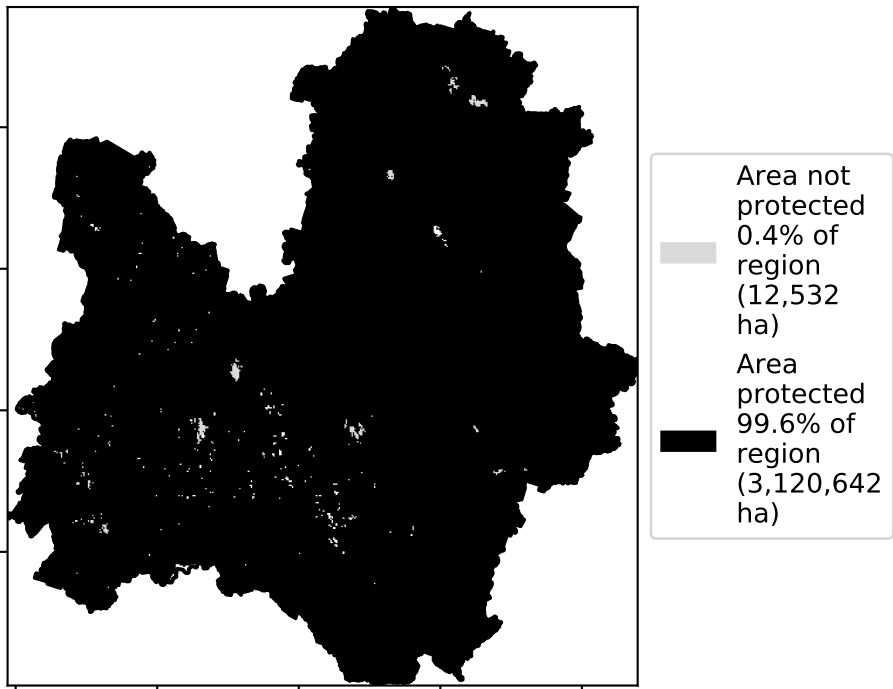 Area not
protected
0.4% of
region
(12,532
ha)
Area
protected
99.6% of
region
(3,120,642
ha)